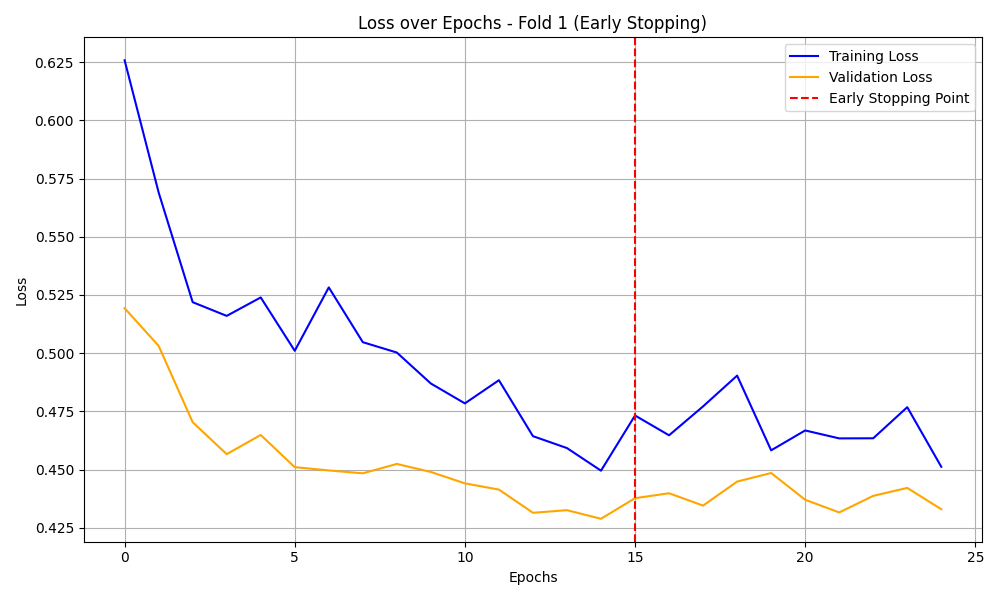 Loss over Epochs - Fold 1 (Early Stopping)
Training Loss
Validation Loss
Early Stopping Point
Loss
0.625
0.600
0.575
0.550
0.525
0.500
0.475
0.450
0.425
0
5
10
15
20
25
Epochs